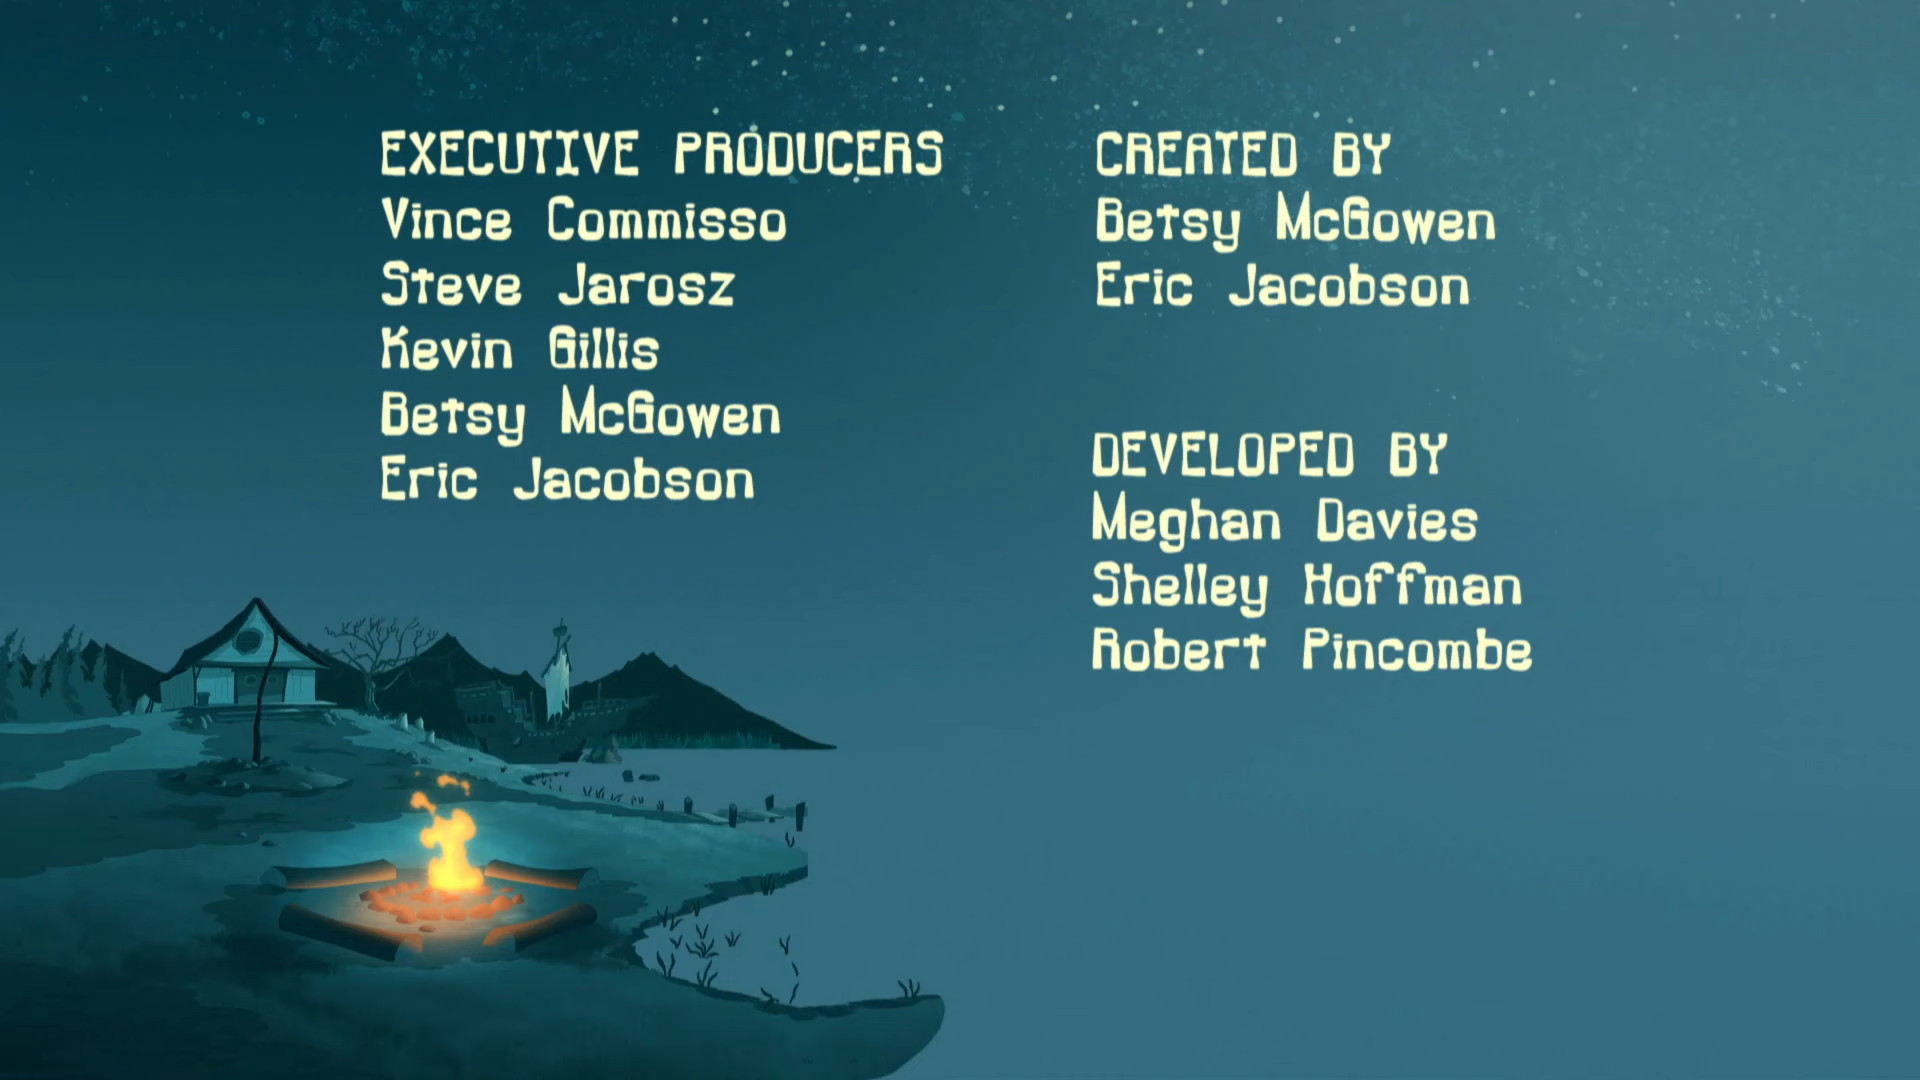 EXECUTIVE PRODUCERS
Vince Commisso
Steve Jarosz
Kevin Gillis
Betsy McGowen
Eric Jacobson
CREATED BY
Betsy McGowen
Eric Jacobson
DEVELOPED BY
Meghan Davies
Shelley Hoffman
Robert Pincombe